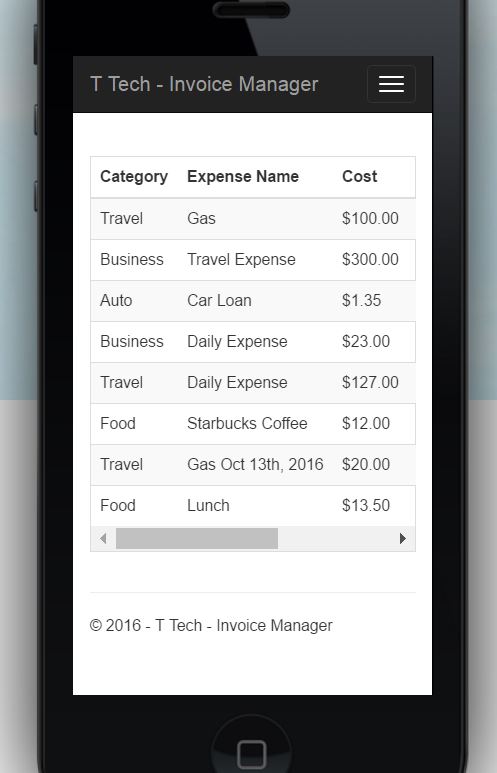 T Tech - Invoice Manager
Category Expense Name Cost
Travel Gas $100.00
Business Travel Expense $300.00
Auto Car Loan $1.35
Business Daily Expense $23.00
Travel Daily Expense $127.00
Food Starbucks Coffee $12.00
Travel Gas Oct 13th, 2016 $20.00
Food Lunch $13.50
© 2016 - T Tech - Invoice Manager